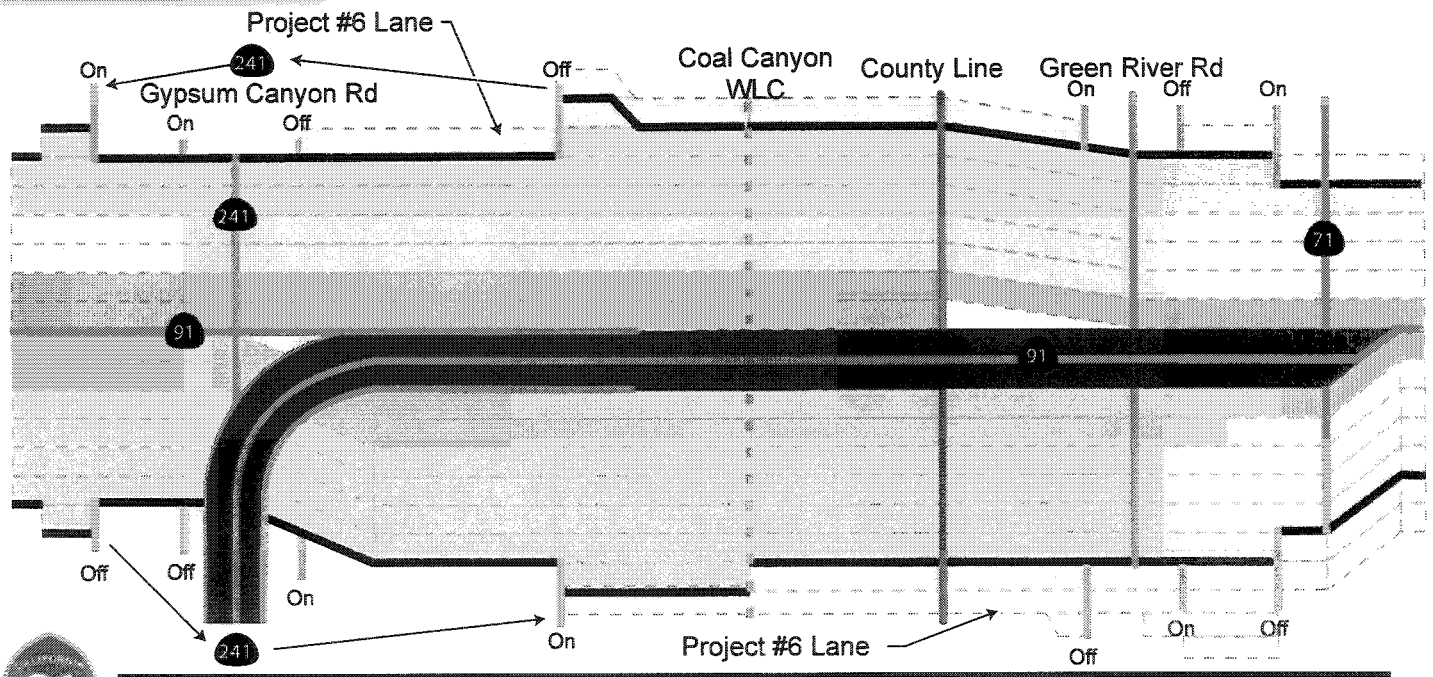 Project #6 Lane
241
On
Off
Coal Canyon
WLC
County Line
Green River Rd
On
Off
On
Gypsum Canyon Rd
On
Off
241
71
91
91
Off
Off
On
241
On
Project #6 Lane
Off
On
Off